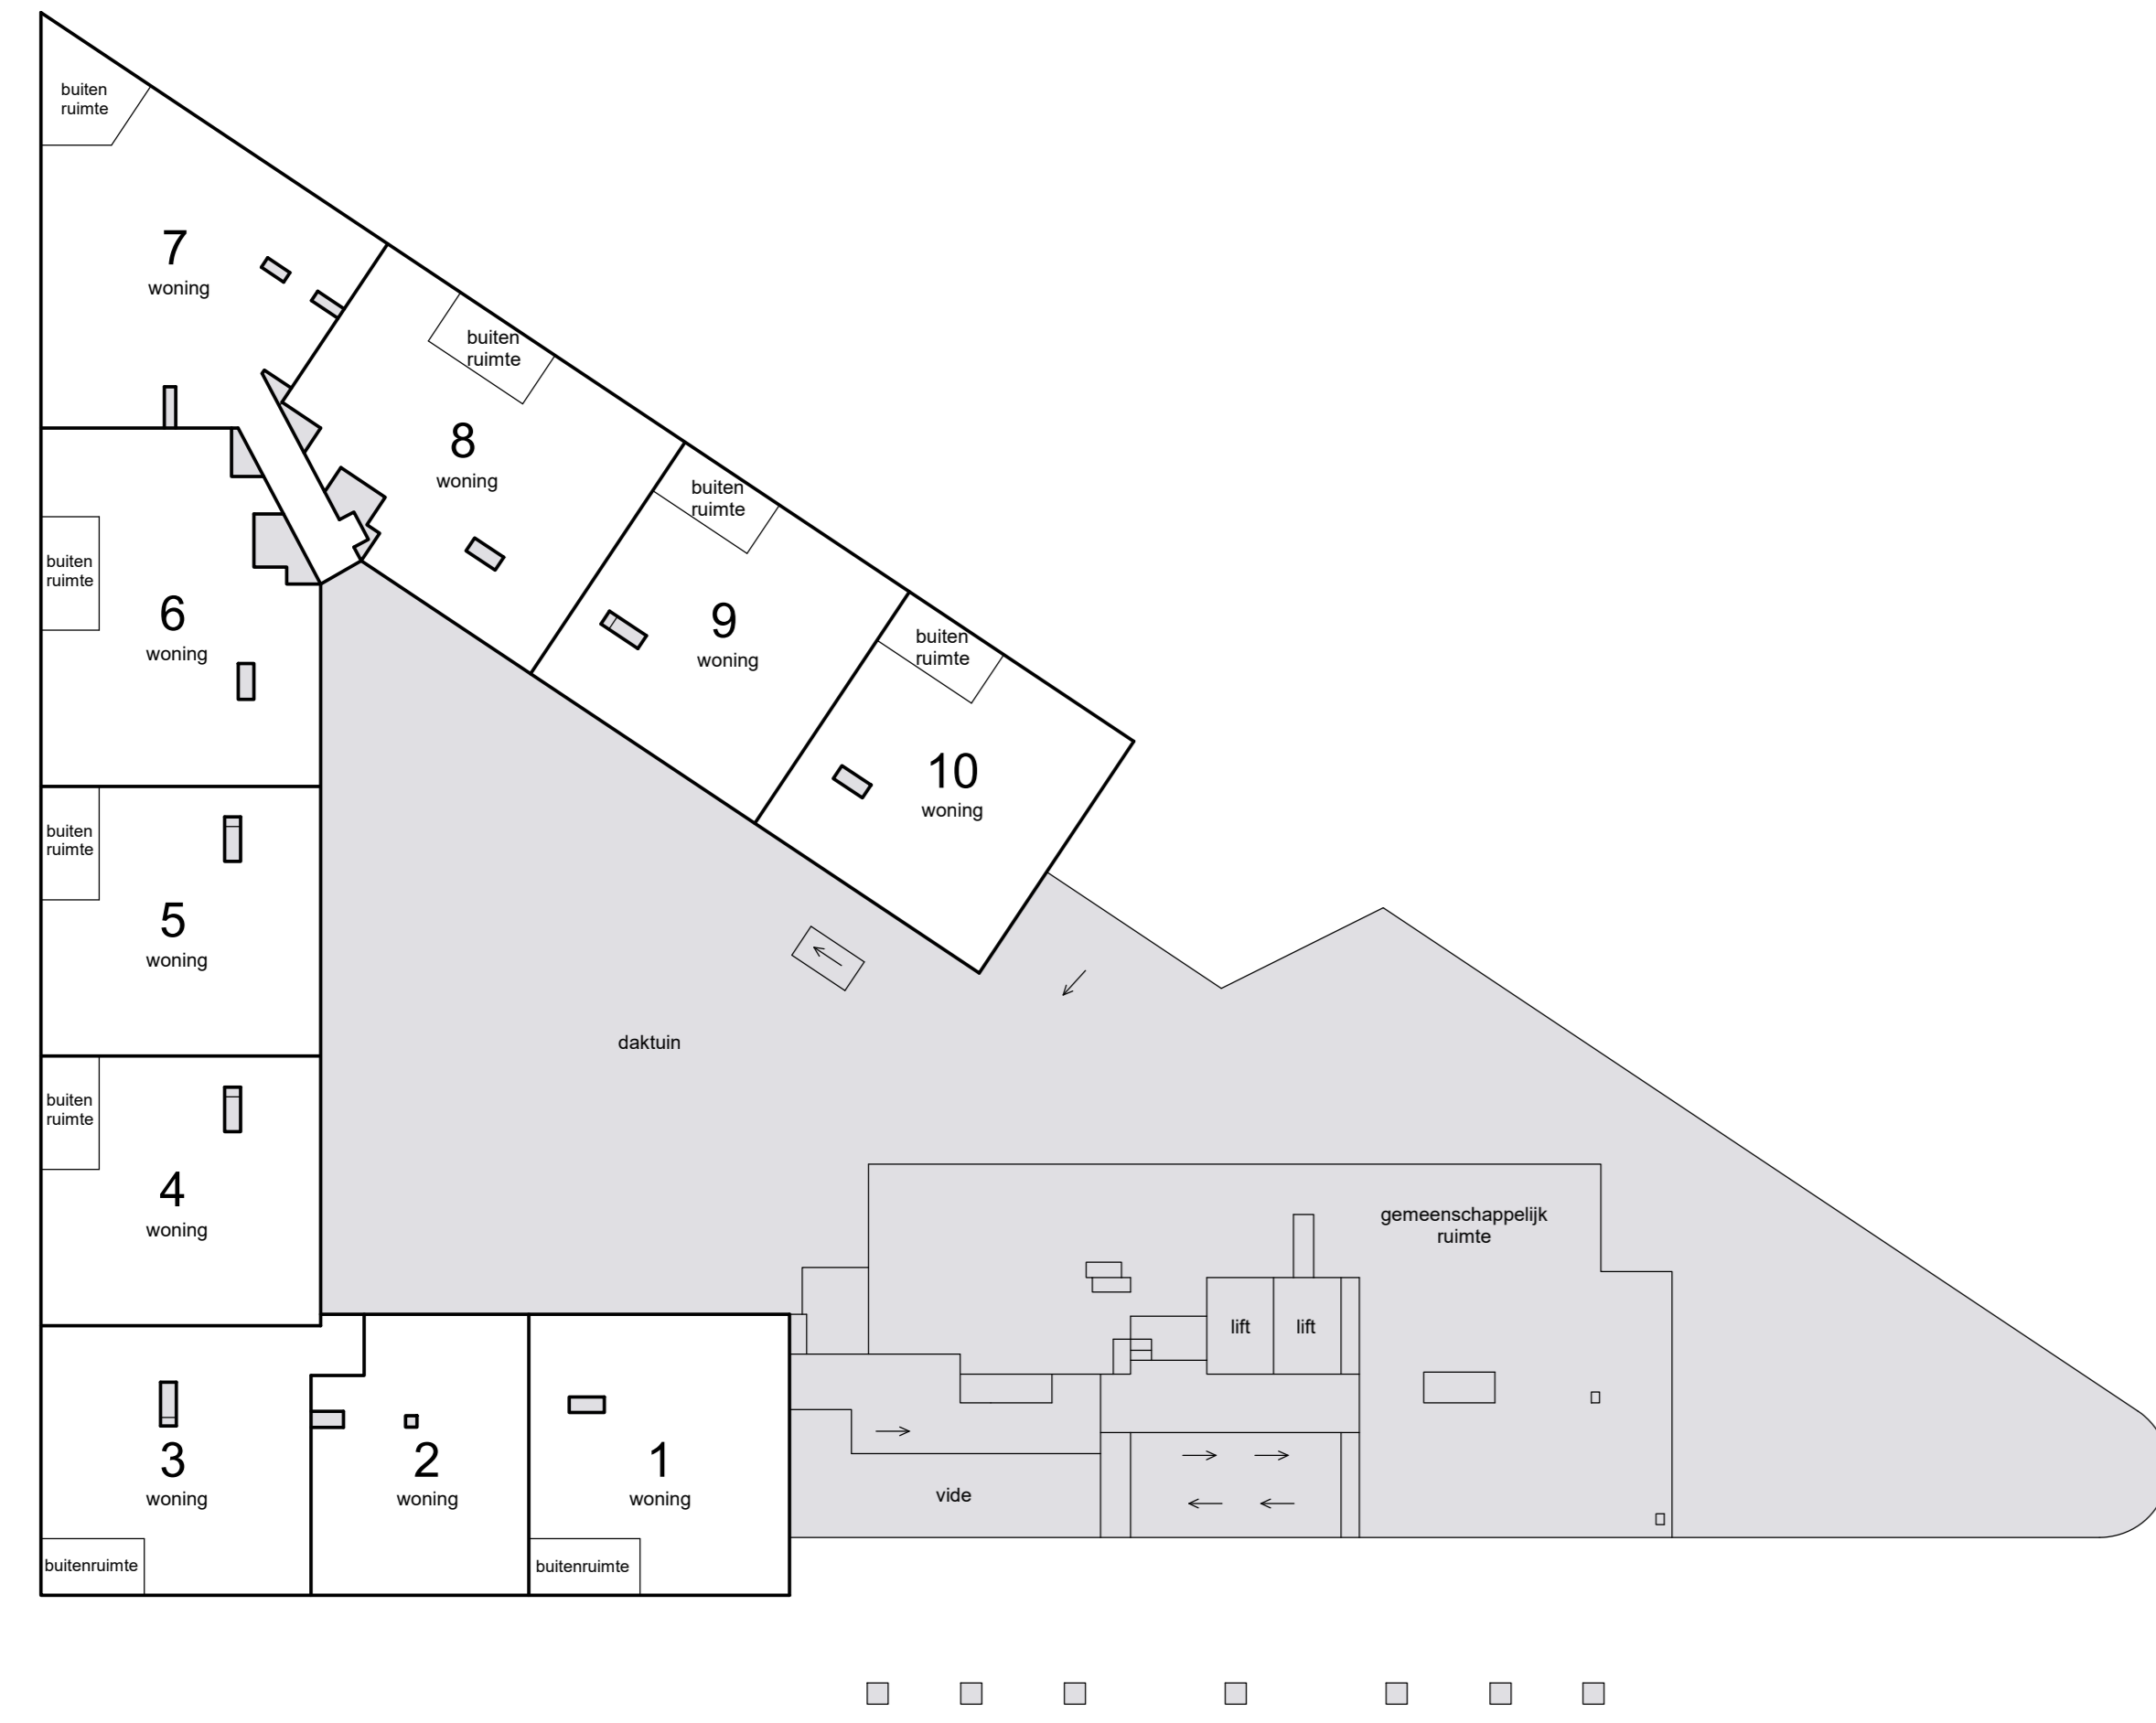 buiten
ruimte
7
woning
buiten
ruimte
8
woning
buiten
ruimte
9
woning
buiten
ruimte
10
woning
buiten
ruimte
6
woning
buiten
ruimte
5
woning
daktuin
buiten
ruimte
4
woning
gemeenschappelijk
ruimte
lift
lift
3
woning
buitenruimte
2
woning
1
woning
buitenruimte
vide